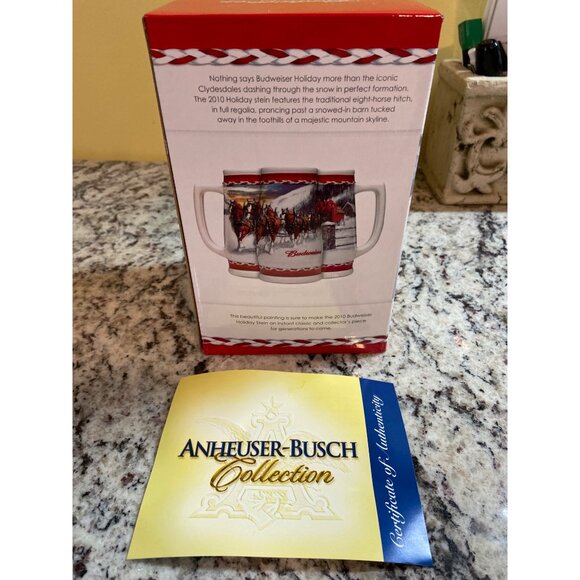 Nothing says Budweiser Holiday more than the iconic
Clydesdales dashing through the snow in perfect formation.
The 2010 Holiday stein features the traditional eight-horse hitch,
in full regalia, prancing past a snowed-in barn tucked
away in the foothills of a majestic mountain skyline.
Budweiser
This beautiful painting is sure to make the 2010 Budweiser
Holiday Stein an instant classic and collector's piece
for generations to come.
ANHEUSER-BUSCH
Collection
Certificate of Authenticity